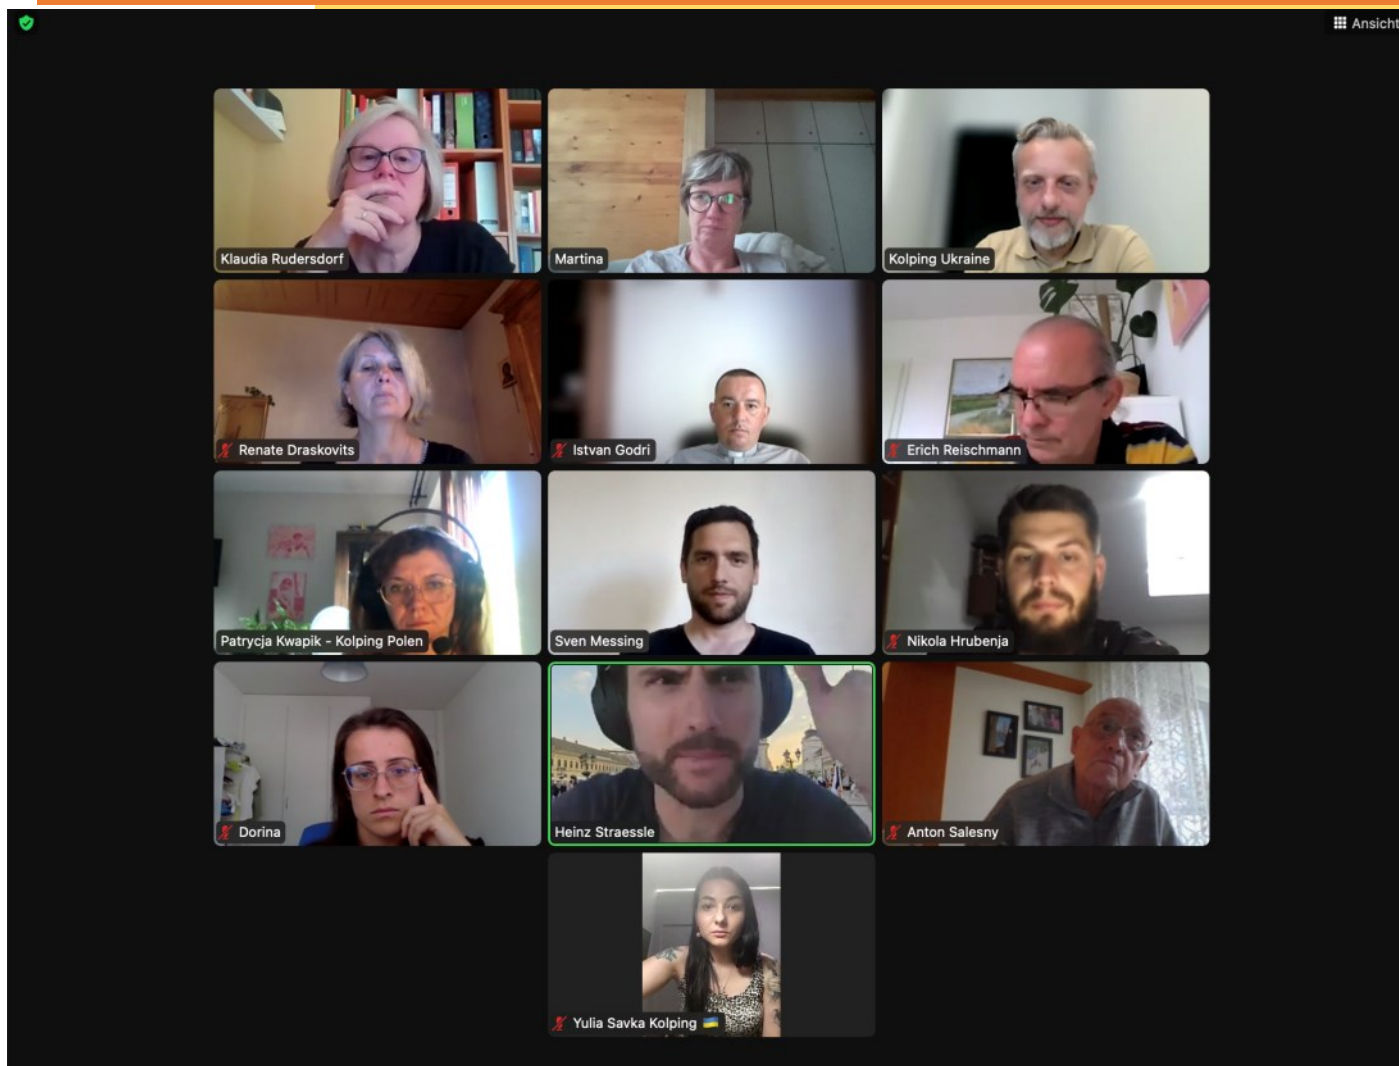 Ansicht
Klaudia Rudersdorf
Martina
Kolping Ukraine
Renate Draskovits
Istvan Godri
Erich Reischmann
Patrycja Kwapik - Kolping Polen
Sven Messing
Nikola Hrubenja
Dorina
Heinz Straessle
Anton Salesny
Yulia Savka Kolping 🇺🇦